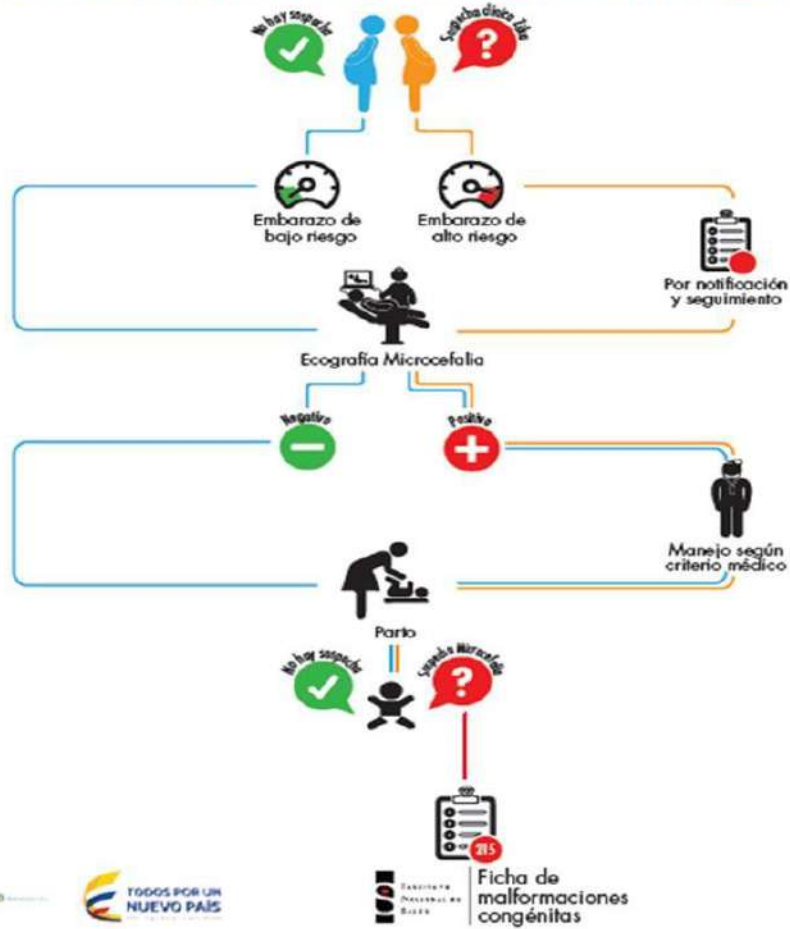 No hay sospecha
Sospecha clínica Zika
Embarazo de
bajo riesgo
Embarazo de
alto riesgo
Por notificación
y seguimiento
Ecografía Microcefalia
Negativo
Positivo
Manejo según
criterio médico
Parto
No hay sospecha
Sospecha Microcefalia
215
TODOS POR UN
NUEVO PAÍS
INSTITUTO
NACIONAL DE
SALUD
Ficha de
malformaciones
congénitas